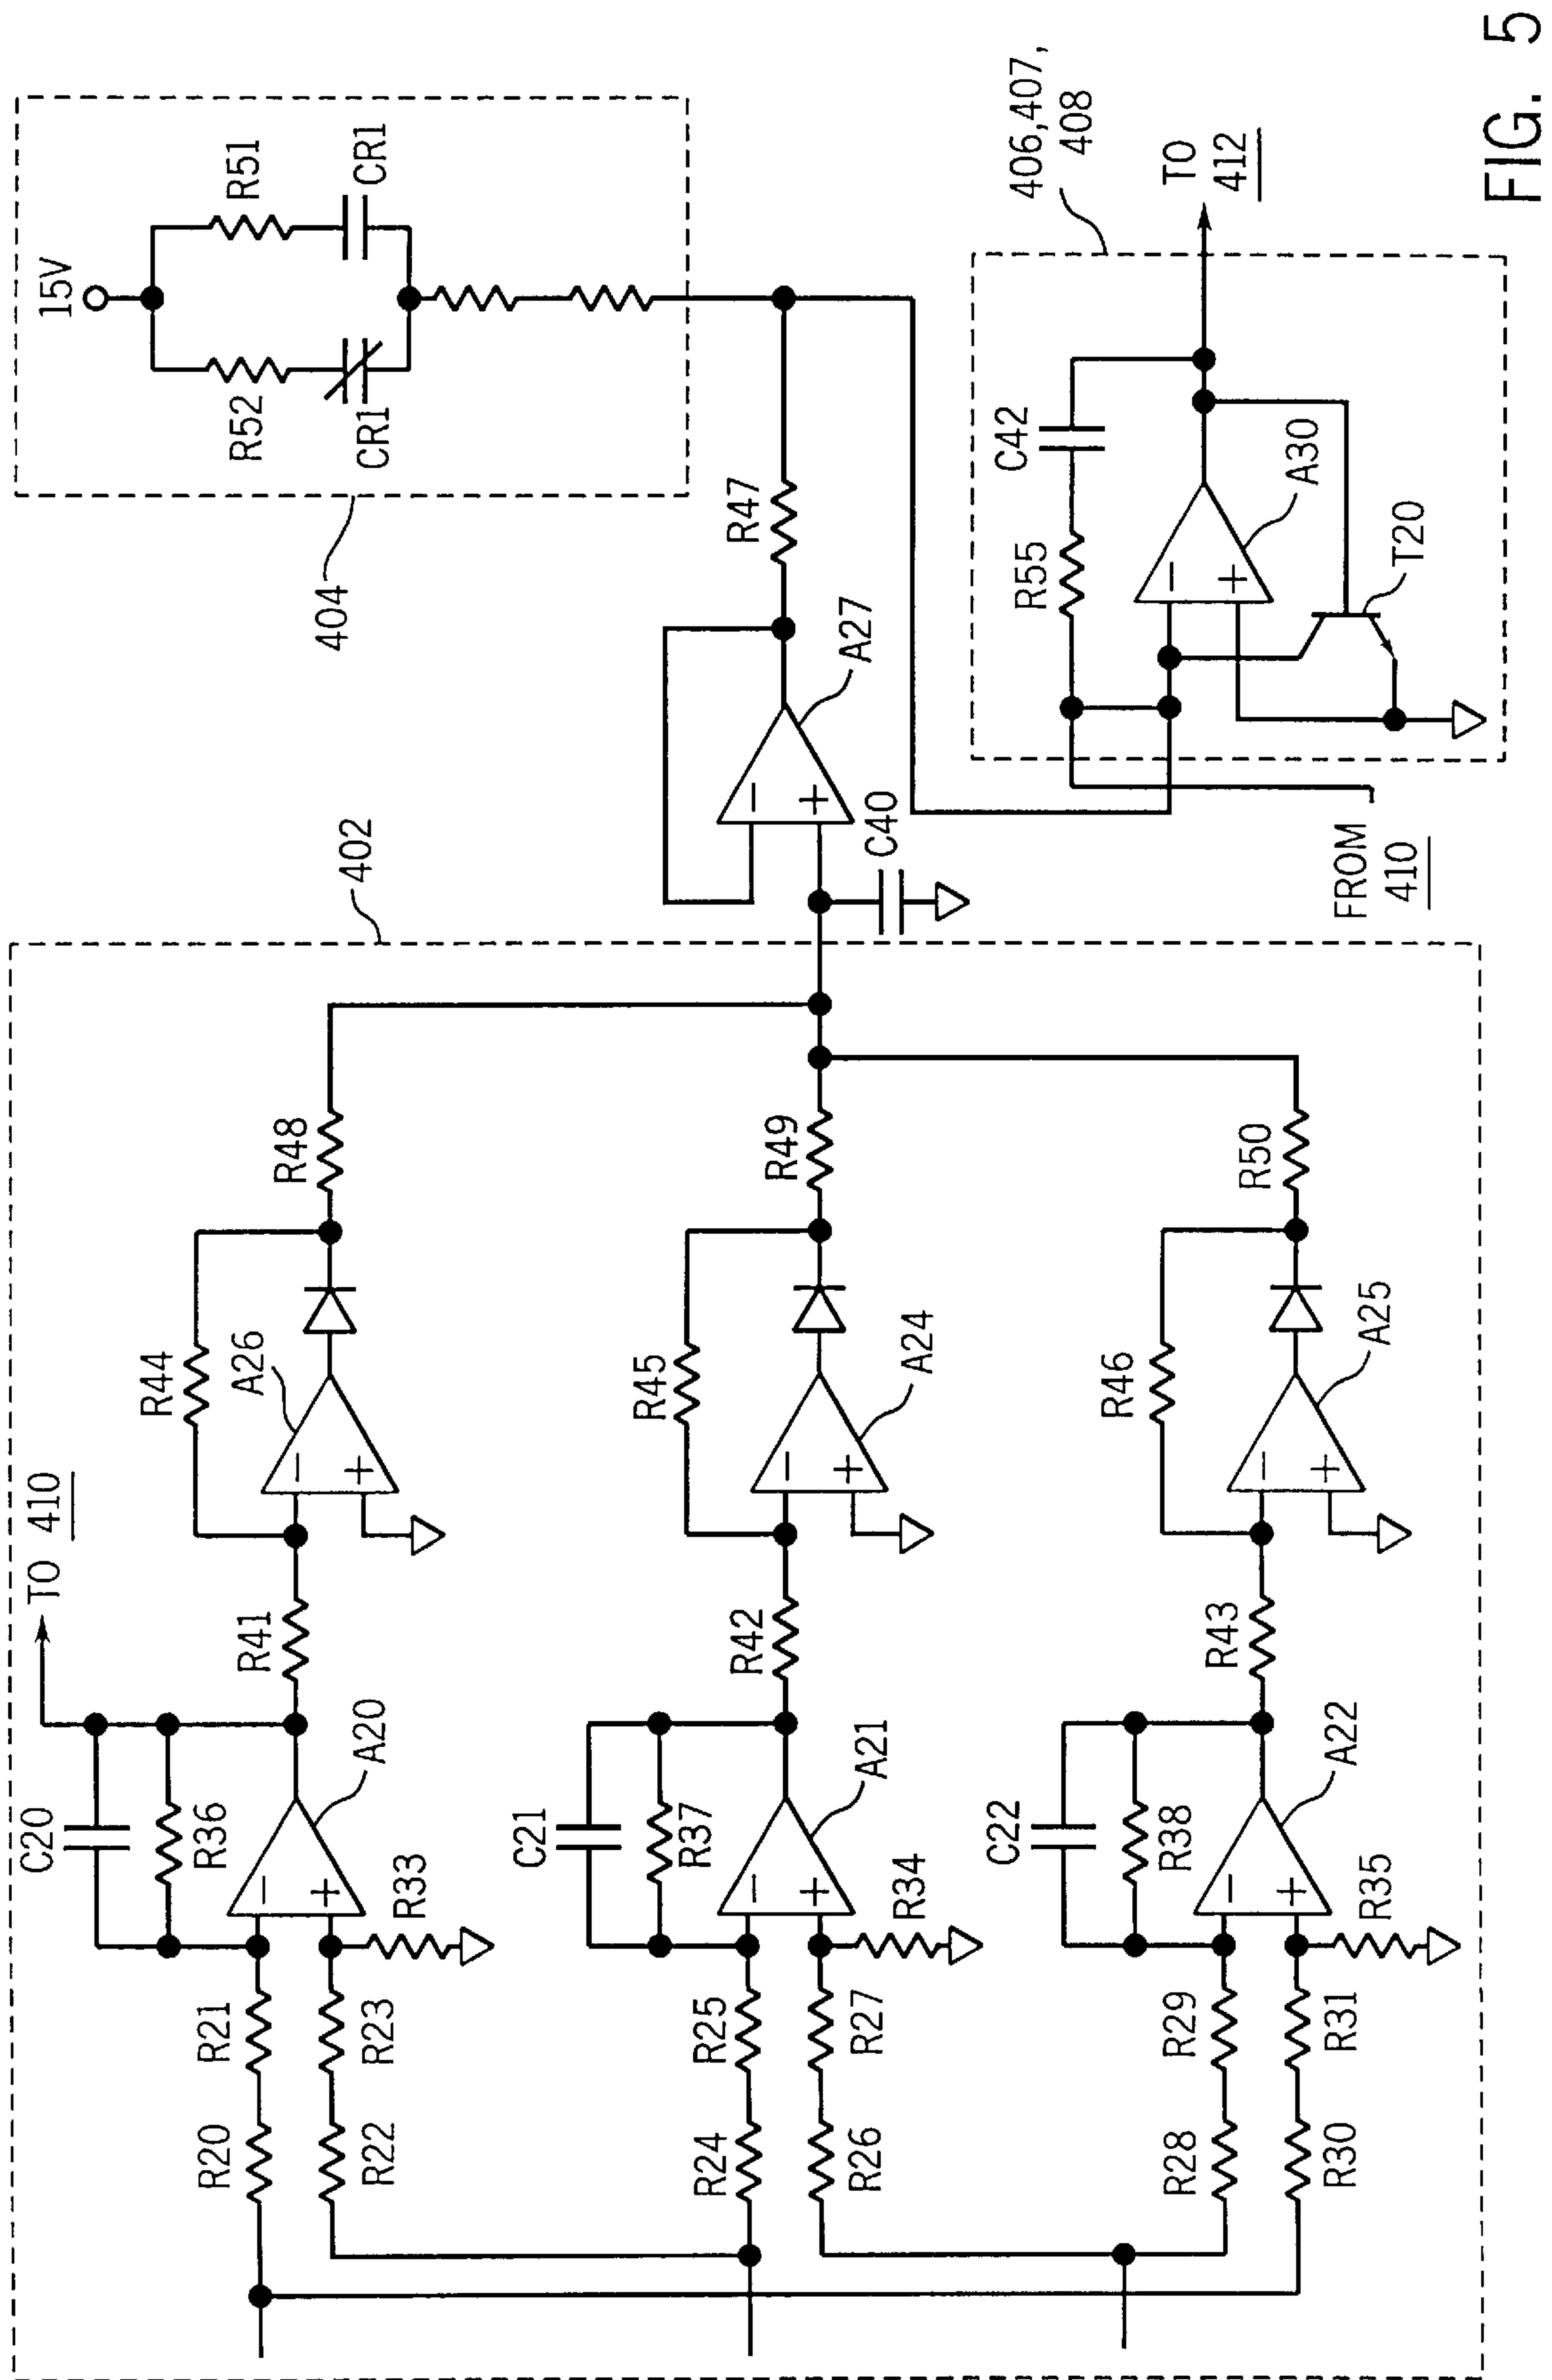 TO 410
C20
R36
R20
R21
R22
R23
R33
A20
R41
R44
A26
R48
C21
R37
R24
R25
R26
R27
R34
A21
R42
R45
A24
R49
C22
R38
R28
R29
R30
R31
R35
A22
R43
R46
A25
R50
402
C40
A27
R47
404
15V
R52
R51
CR1
CR1
FROM
410
406,407,
408
R55
C42
A30
T20
TO
412
FIG. 5